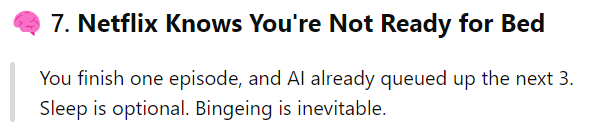 🧠 7. Netflix Knows You're Not Ready for Bed
You finish one episode, and AI already queued up the next 3.
Sleep is optional. Bingeing is inevitable.